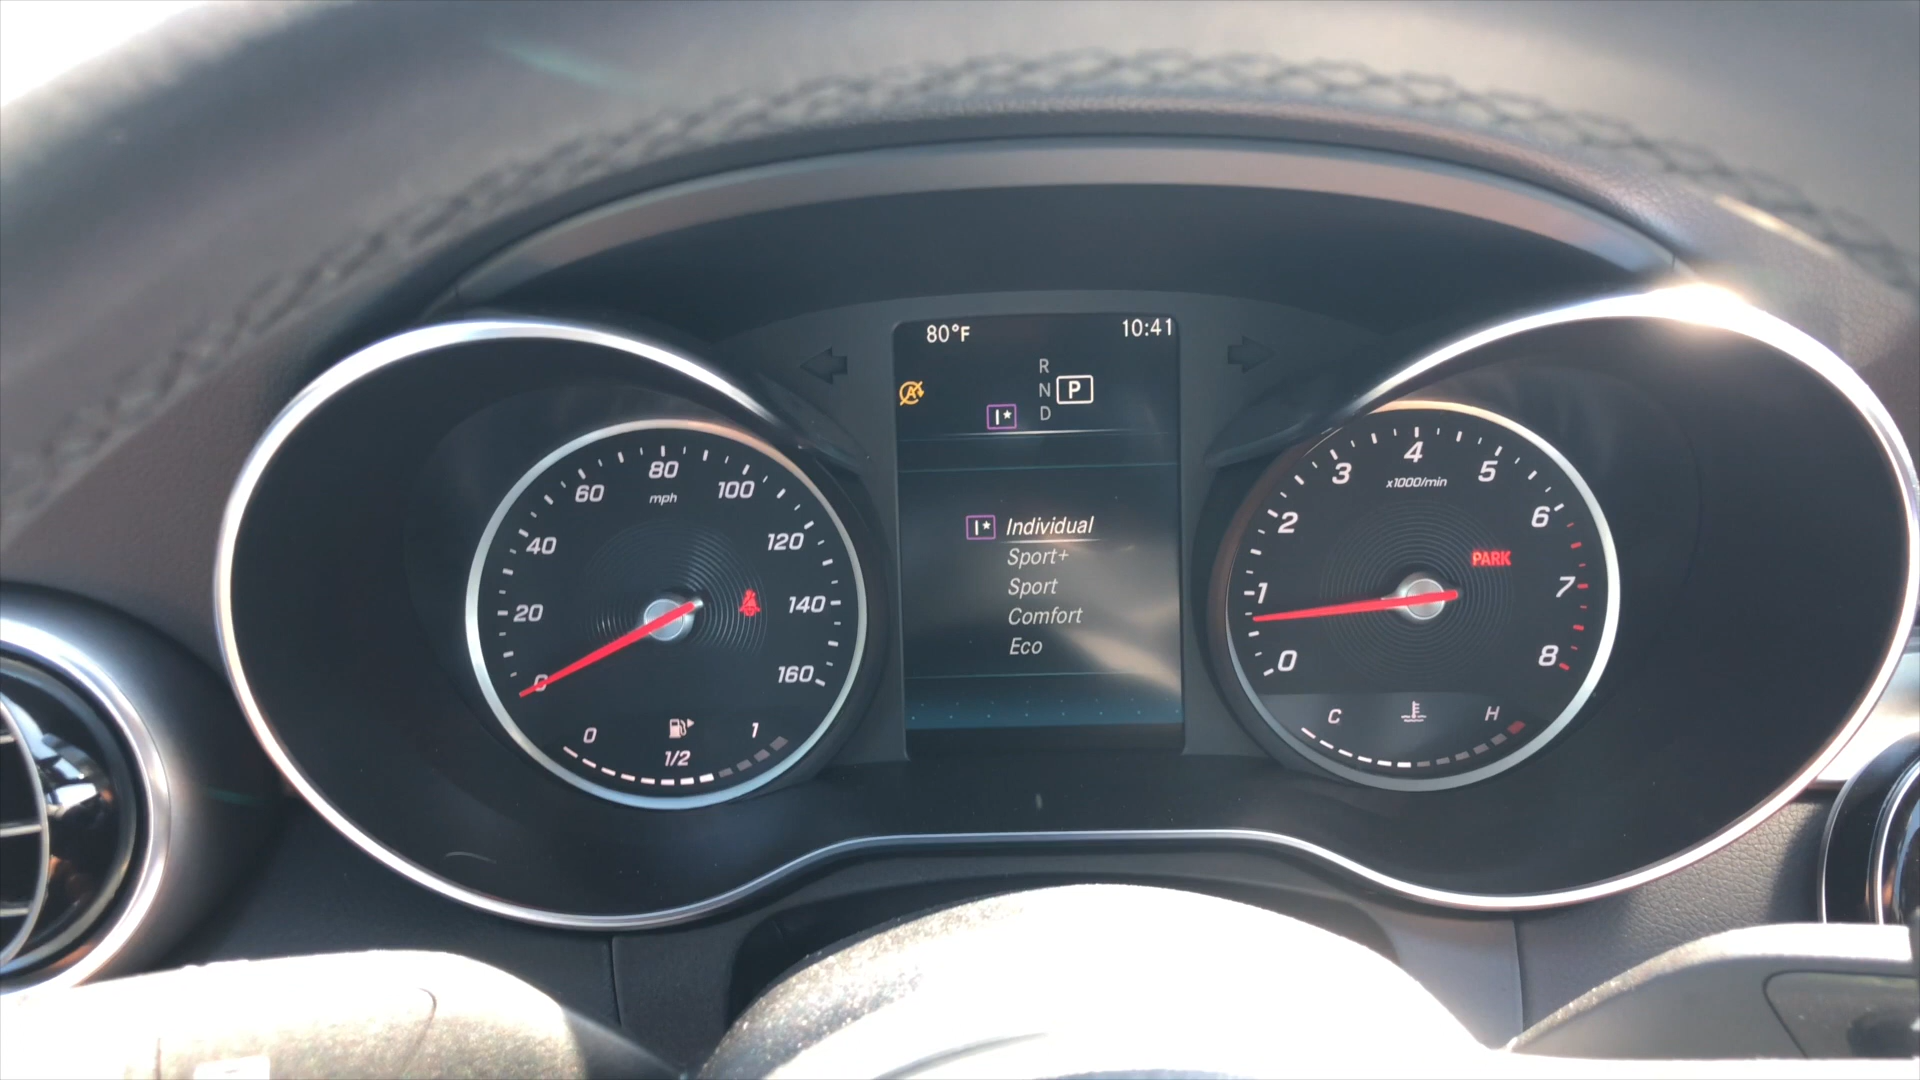 80°F 10:41
R
N P
D
I★
A
0 20 40 60 80 100 120 140 160
mph
0 1/2 1
I★ Individual
Sport+
Sport
Comfort
Eco
0 1 2 3 4 5 6 7 8
x1000/min
PARK
C H